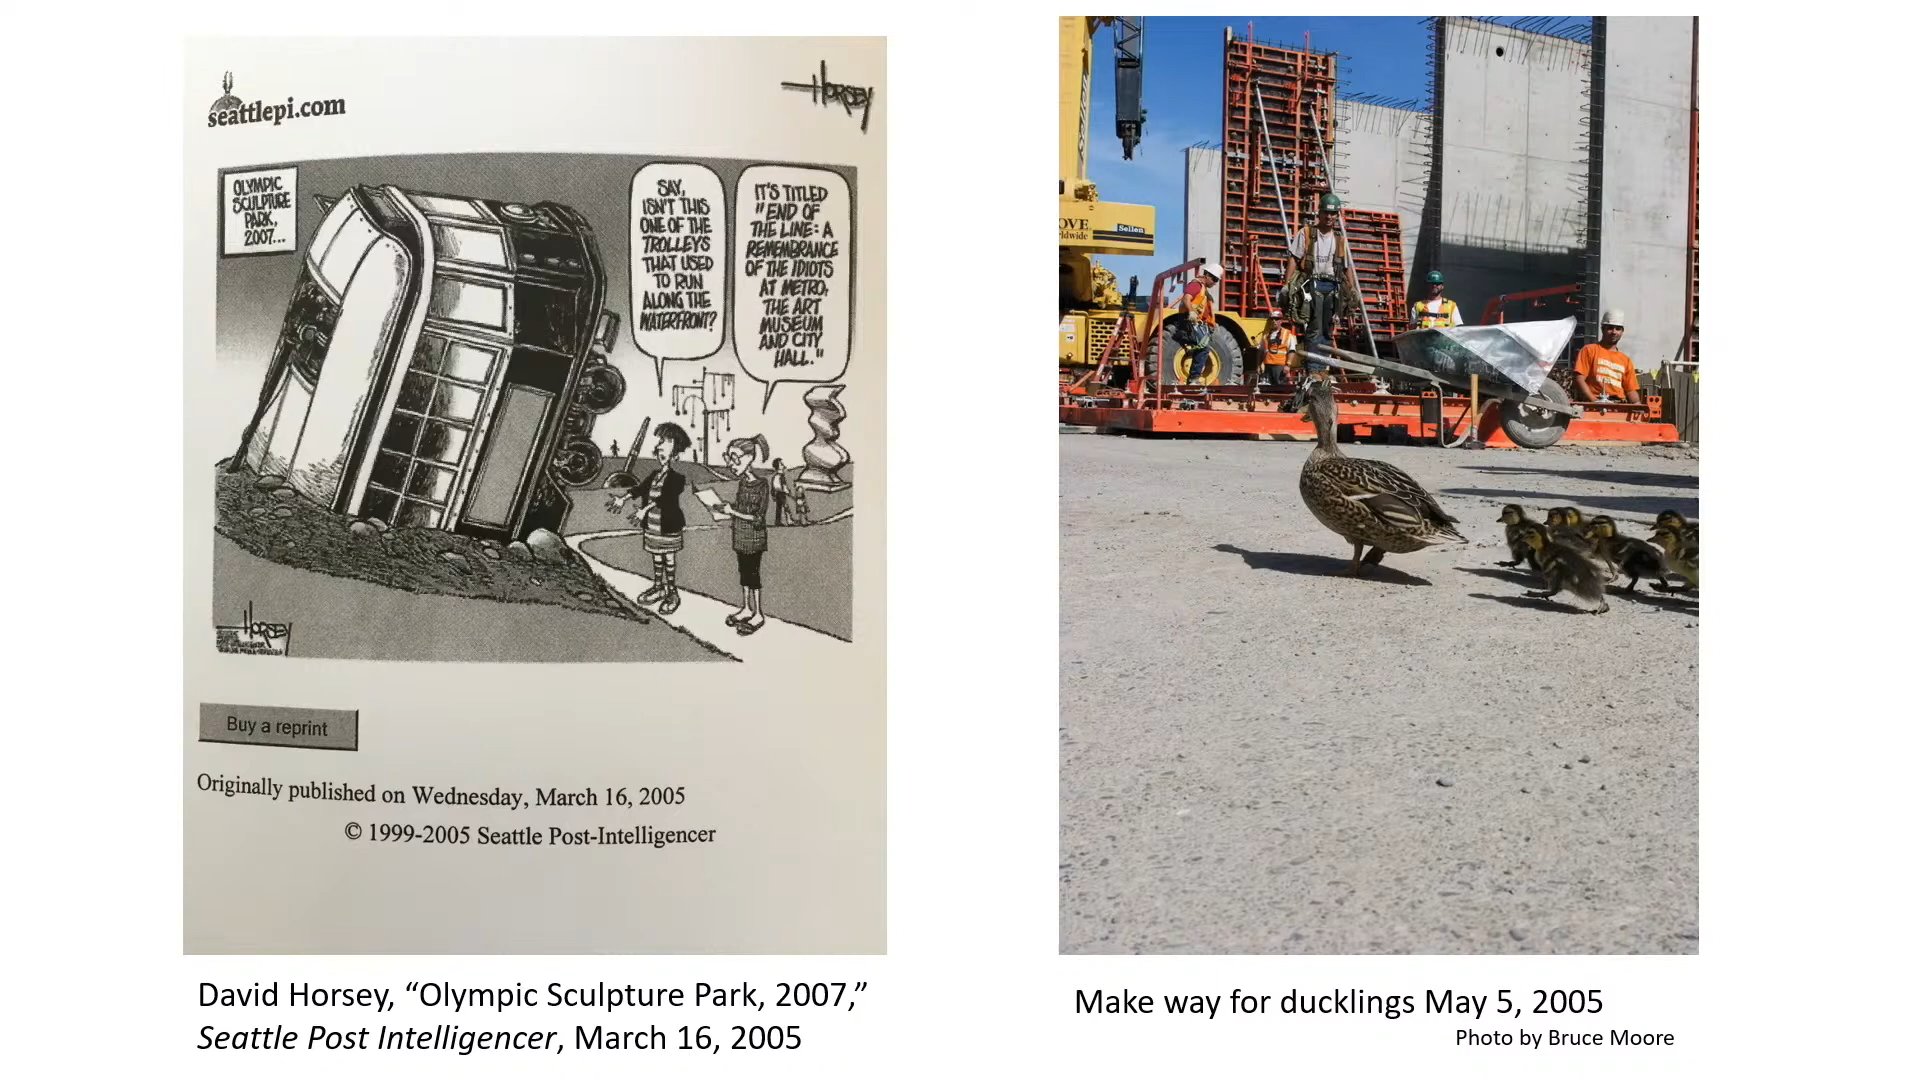 HORSEY
seattlepi.com
OLYMPIC
SCULPTURE
PARK,
2007...
SAY,
ISN'T THIS
ONE OF THE
TROLLEYS
THAT USED
TO RUN
ALONG THE
WATERFRONT?
IT'S TITLED
"END OF
THE LINE: A
REMEMBRANCE
OF THE IDIOTS
AT METRO,
THE ART
MUSEUM
AND CITY
HALL."
HORSEY
Buy a reprint
Originally published on Wednesday, March 16, 2005
© 1999-2005 Seattle Post-Intelligencer
David Horsey, “Olympic Sculpture Park, 2007,”
Seattle Post Intelligencer, March 16, 2005
OVE
ldwide
Sellen
Make way for ducklings May 5, 2005
Photo by Bruce Moore